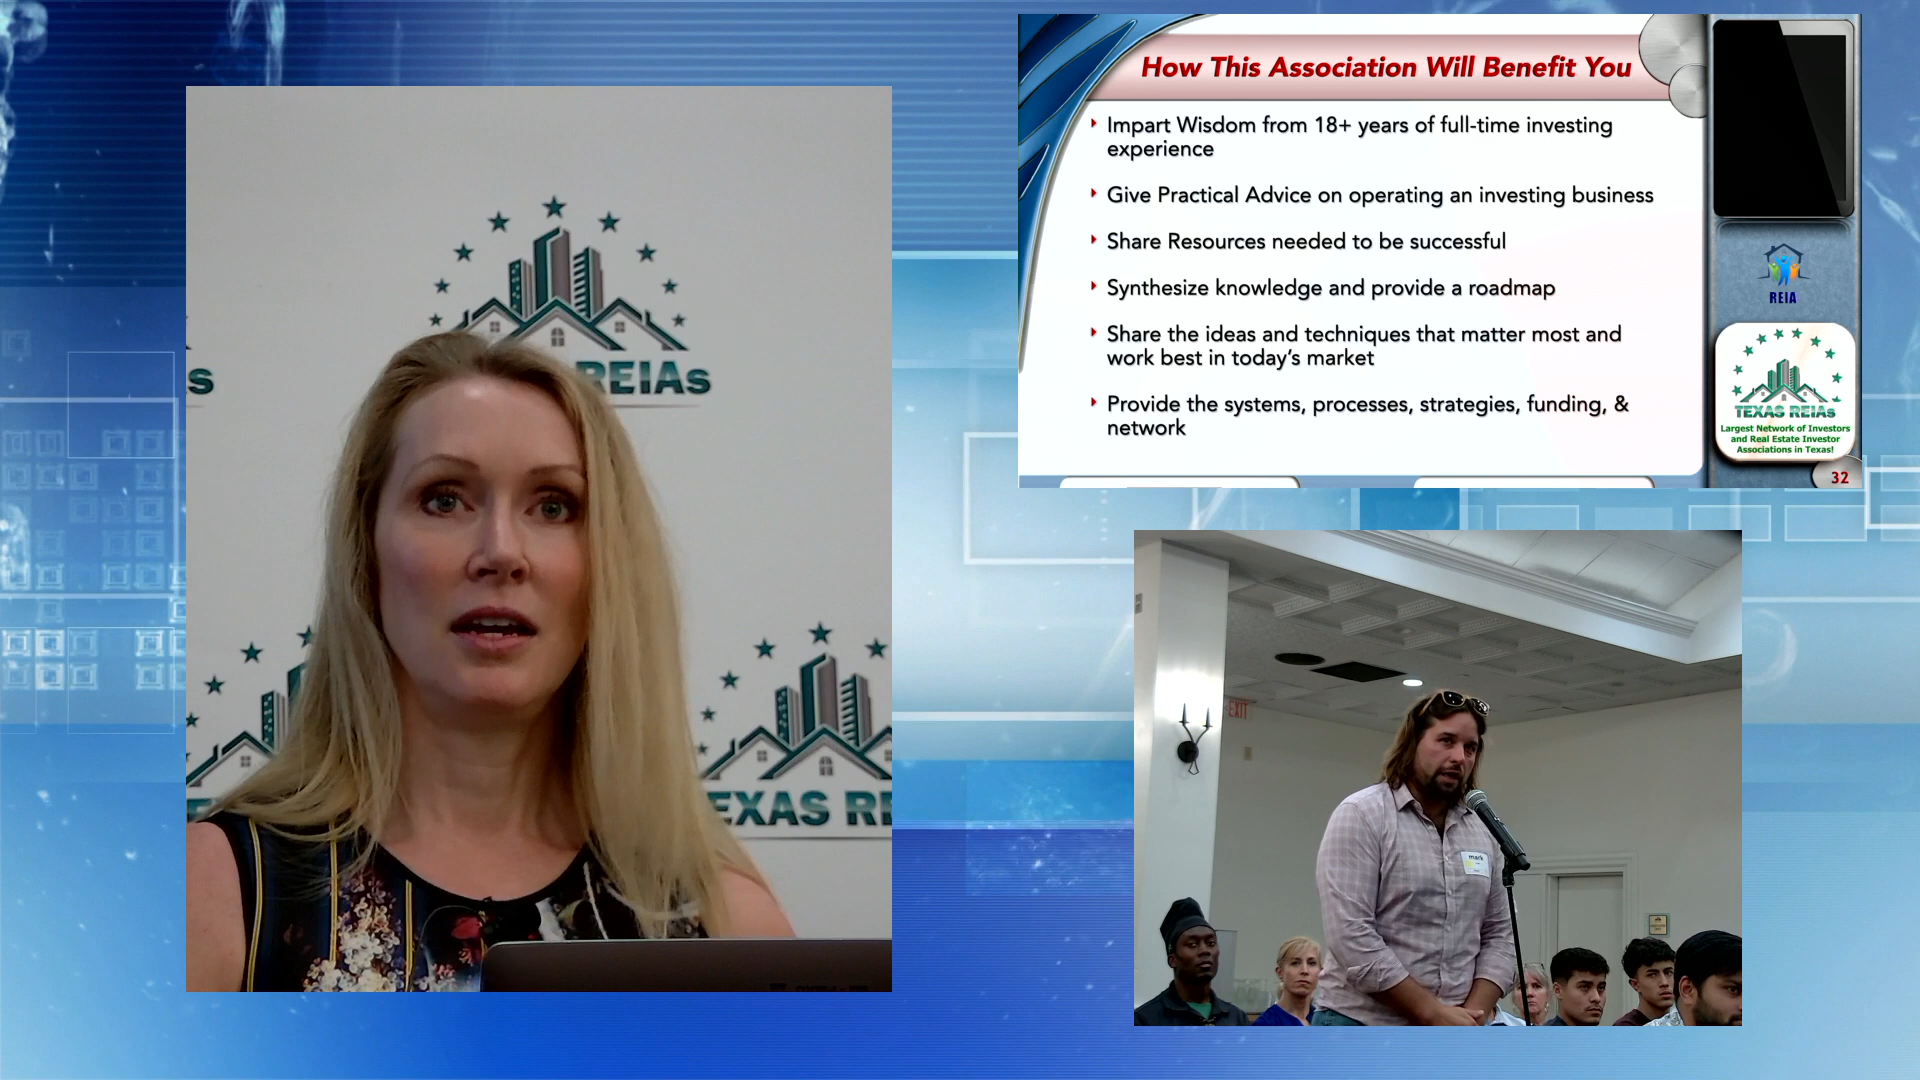 How This Association Will Benefit You
Impart Wisdom from 18+ years of full-time investing
experience
Give Practical Advice on operating an investing business
Share Resources needed to be successful
Synthesize knowledge and provide a roadmap
Share the ideas and techniques that matter most and
work best in today's market
Provide the systems, processes, strategies, funding, &
network
REIA
TEXAS REIAs
Largest Network of Investors
and Real Estate Investor
Associations in Texas!
32
REIAs
S
EXAS RE
EXIT
mark